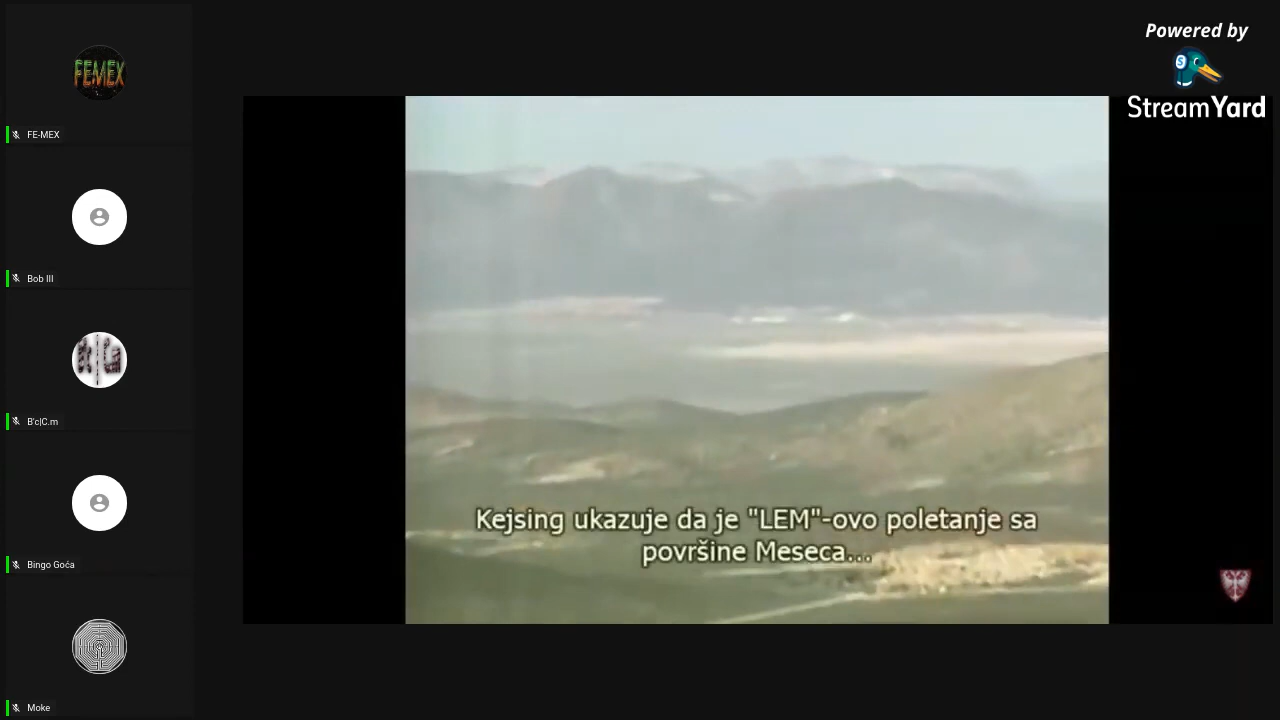 Powered by
StreamYard
FEMEX
FE-MEX
Bob III
B'c|C.m
Bingo Goća
Moke
Kejsing ukazuje da je "LEM"-ovo poletanje sa
površine Meseca...